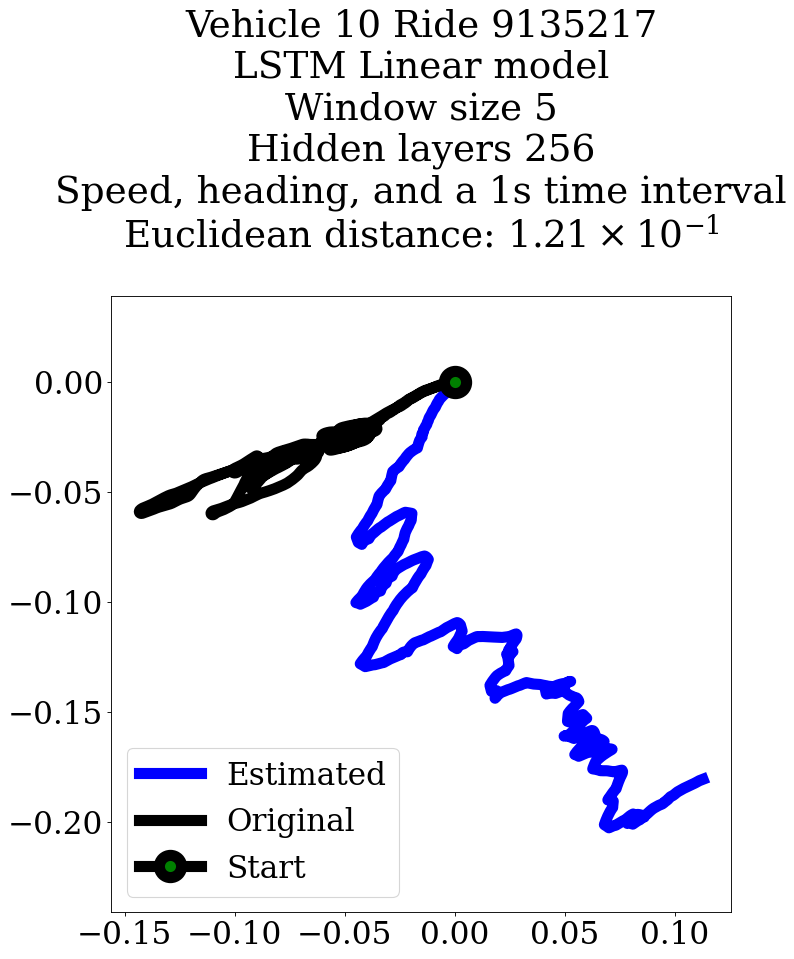 Vehicle 10 Ride 9135217
LSTM Linear model
Window size 5
Hidden layers 256
Speed, heading, and a 1s time interval
Euclidean distance: 1.21 × 10⁻¹
0.00
−0.05
−0.10
−0.15
−0.20
Estimated
Original
Start
−0.15 −0.10 −0.05 0.00 0.05 0.10